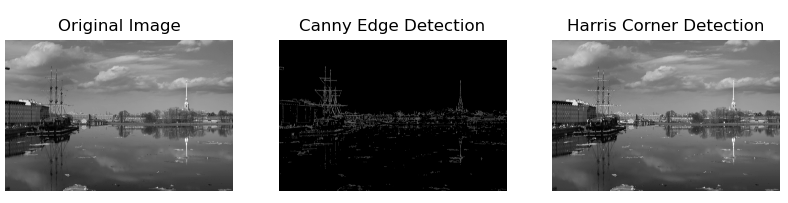 Original Image
Canny Edge Detection
Harris Corner Detection